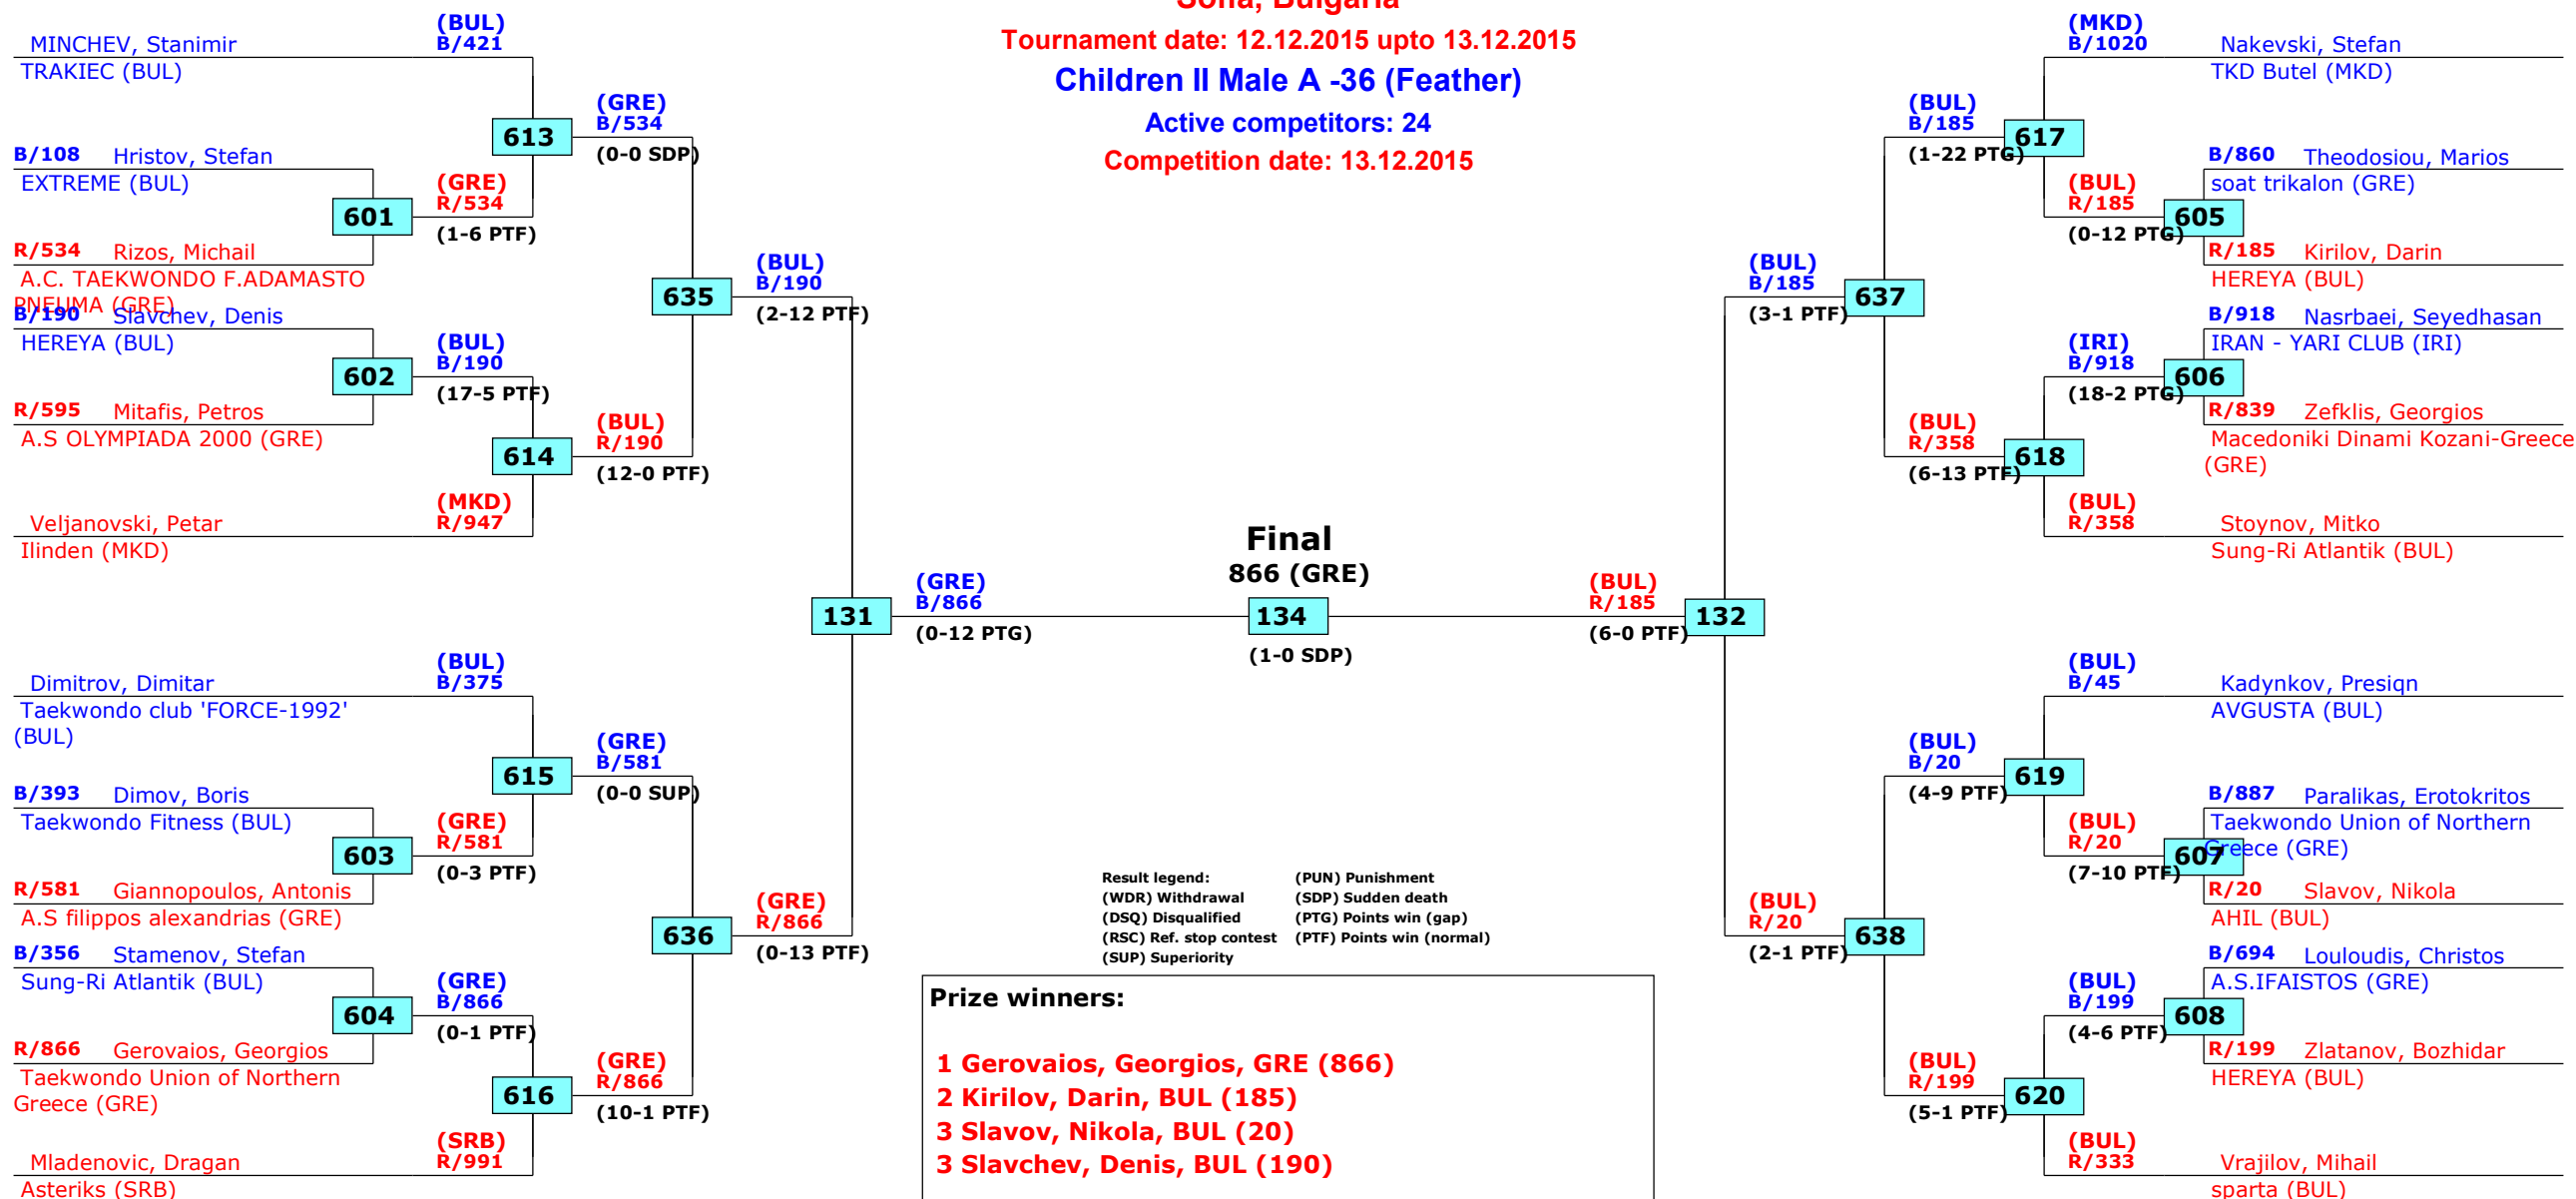 Sofia, Bulgaria
Tournament date: 12.12.2015 upto 13.12.2015
Children II Male A -36 (Feather)
Active competitors: 24
Competition date: 13.12.2015
(BUL)
MINCHEV, Stanimir B/421
TRAKIEC (BUL)
613
(GRE)
B/534
(0-0 SDP)
B/108 Hristov, Stefan
EXTREME (BUL)
601
(GRE)
R/534
(1-6 PTF)
R/534 Rizos, Michail
A.C. TAEKWONDO F.ADAMASTO
PNEUMA (GRE)
635
(BUL)
B/190
(2-12 PTF)
B/190 Slavchev, Denis
HEREYA (BUL)
602
(BUL)
B/190
(17-5 PTF)
R/595 Mitafis, Petros
A.S OLYMPIADA 2000 (GRE)
614
(BUL)
R/190
(12-0 PTF)
(MKD)
Veljanovski, Petar R/947
Ilinden (MKD)
131
(GRE)
B/866
(0-12 PTG)
Final
866 (GRE)
134
(1-0 SDP)
(BUL)
Dimitrov, Dimitar B/375
Taekwondo club 'FORCE-1992'
(BUL)
615
(GRE)
B/581
(0-0 SUP)
B/393 Dimov, Boris
Taekwondo Fitness (BUL)
603
(GRE)
R/581
(0-3 PTF)
R/581 Giannopoulos, Antonis
A.S filippos alexandrias (GRE)
636
(GRE)
R/866
(0-13 PTF)
B/356 Stamenov, Stefan
Sung-Ri Atlantik (BUL)
604
(GRE)
B/866
(0-1 PTF)
R/866 Gerovaios, Georgios
Taekwondo Union of Northern
Greece (GRE)
616
(GRE)
R/866
(10-1 PTF)
(SRB)
Mladenovic, Dragan R/991
Asteriks (SRB)
(MKD)
B/1020 Nakevski, Stefan
TKD Butel (MKD)
(BUL)
B/185
(1-22 PTG)
617
B/860 Theodosiou, Marios
soat trikalon (GRE)
(BUL)
R/185
(0-12 PTG)
605
R/185 Kirilov, Darin
HEREYA (BUL)
(BUL)
B/185
(3-1 PTF)
637
B/918 Nasrbaei, Seyedhasan
IRAN - YARI CLUB (IRI)
(IRI)
B/918
(18-2 PTG)
606
R/839 Zefklis, Georgios
Macedoniki Dinami Kozani-Greece
(GRE)
(BUL)
R/358
(6-13 PTF)
618
(BUL)
R/358 Stoynov, Mitko
Sung-Ri Atlantik (BUL)
(BUL)
R/185
(6-0 PTF)
132
(BUL)
B/45 Kadynkov, Presiqn
AVGUSTA (BUL)
(BUL)
B/20
(4-9 PTF)
619
B/887 Paralikas, Erotokritos
Taekwondo Union of Northern
Greece (GRE)
(BUL)
R/20
(7-10 PTF)
607
R/20 Slavov, Nikola
AHIL (BUL)
(BUL)
R/20
(2-1 PTF)
638
B/694 Louloudis, Christos
A.S.IFAISTOS (GRE)
(BUL)
B/199
(4-6 PTF)
608
R/199 Zlatanov, Bozhidar
HEREYA (BUL)
(BUL)
R/199
(5-1 PTF)
620
(BUL)
R/333 Vrajilov, Mihail
sparta (BUL)
Result legend: (PUN) Punishment
(WDR) Withdrawal (SDP) Sudden death
(DSQ) Disqualified (PTG) Points win (gap)
(RSC) Ref. stop contest (PTF) Points win (normal)
(SUP) Superiority
Prize winners:
1 Gerovaios, Georgios, GRE (866)
2 Kirilov, Darin, BUL (185)
3 Slavov, Nikola, BUL (20)
3 Slavchev, Denis, BUL (190)